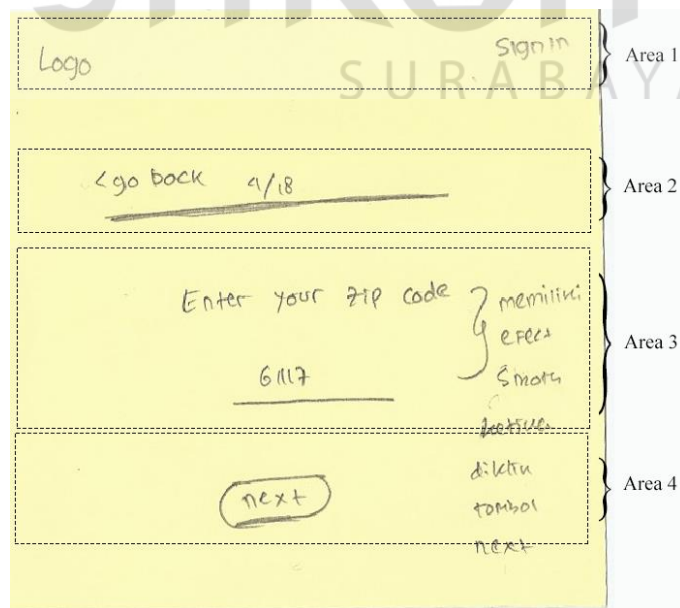 Logo
Sign in
SURABAYA
Area 1
< go back 4/18
Area 2
Enter your zip code
memiliki
efect
Smoth
61117
Area 3
ketika
diklik
tombol
next
next
Area 4